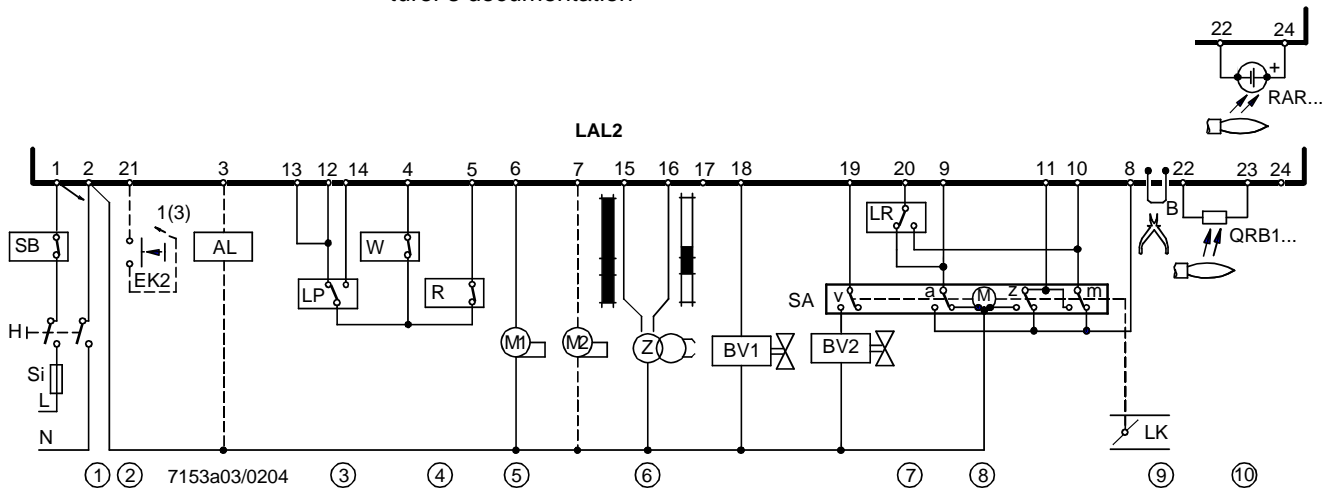 turer's documentation
22 24
+
RAR...
LAL2
1 2 21 3 13 12 14 4 5 6 7 15 16 17 18 19 20 9 11 10 8 22 23 24
1(3)
B
SB
AL
W
LR
EK2
LP
R
QRB1...
SA
v a M z m
H
M1 M2 Z BV1 BV2
Si
L
LK
N
1 2 7153a03/0204 3 4 5 6 7 8 9 10